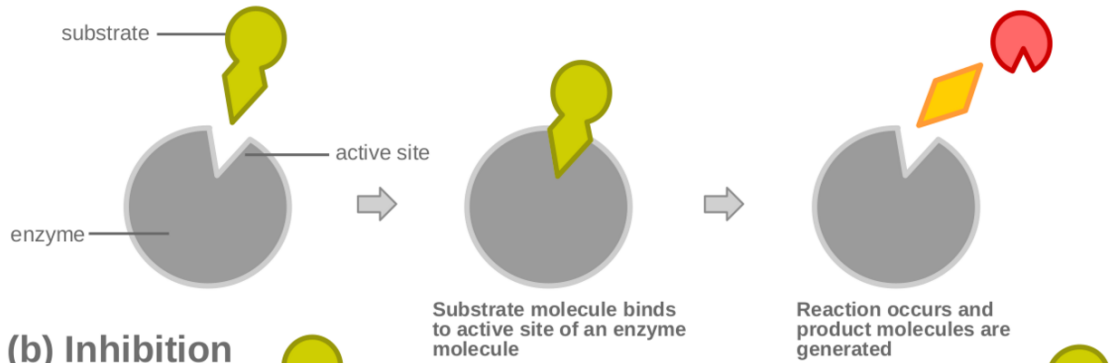 substrate
active site
enzyme
Substrate molecule binds
to active site of an enzyme
molecule
Reaction occurs and
product molecules are
generated
(b) Inhibition